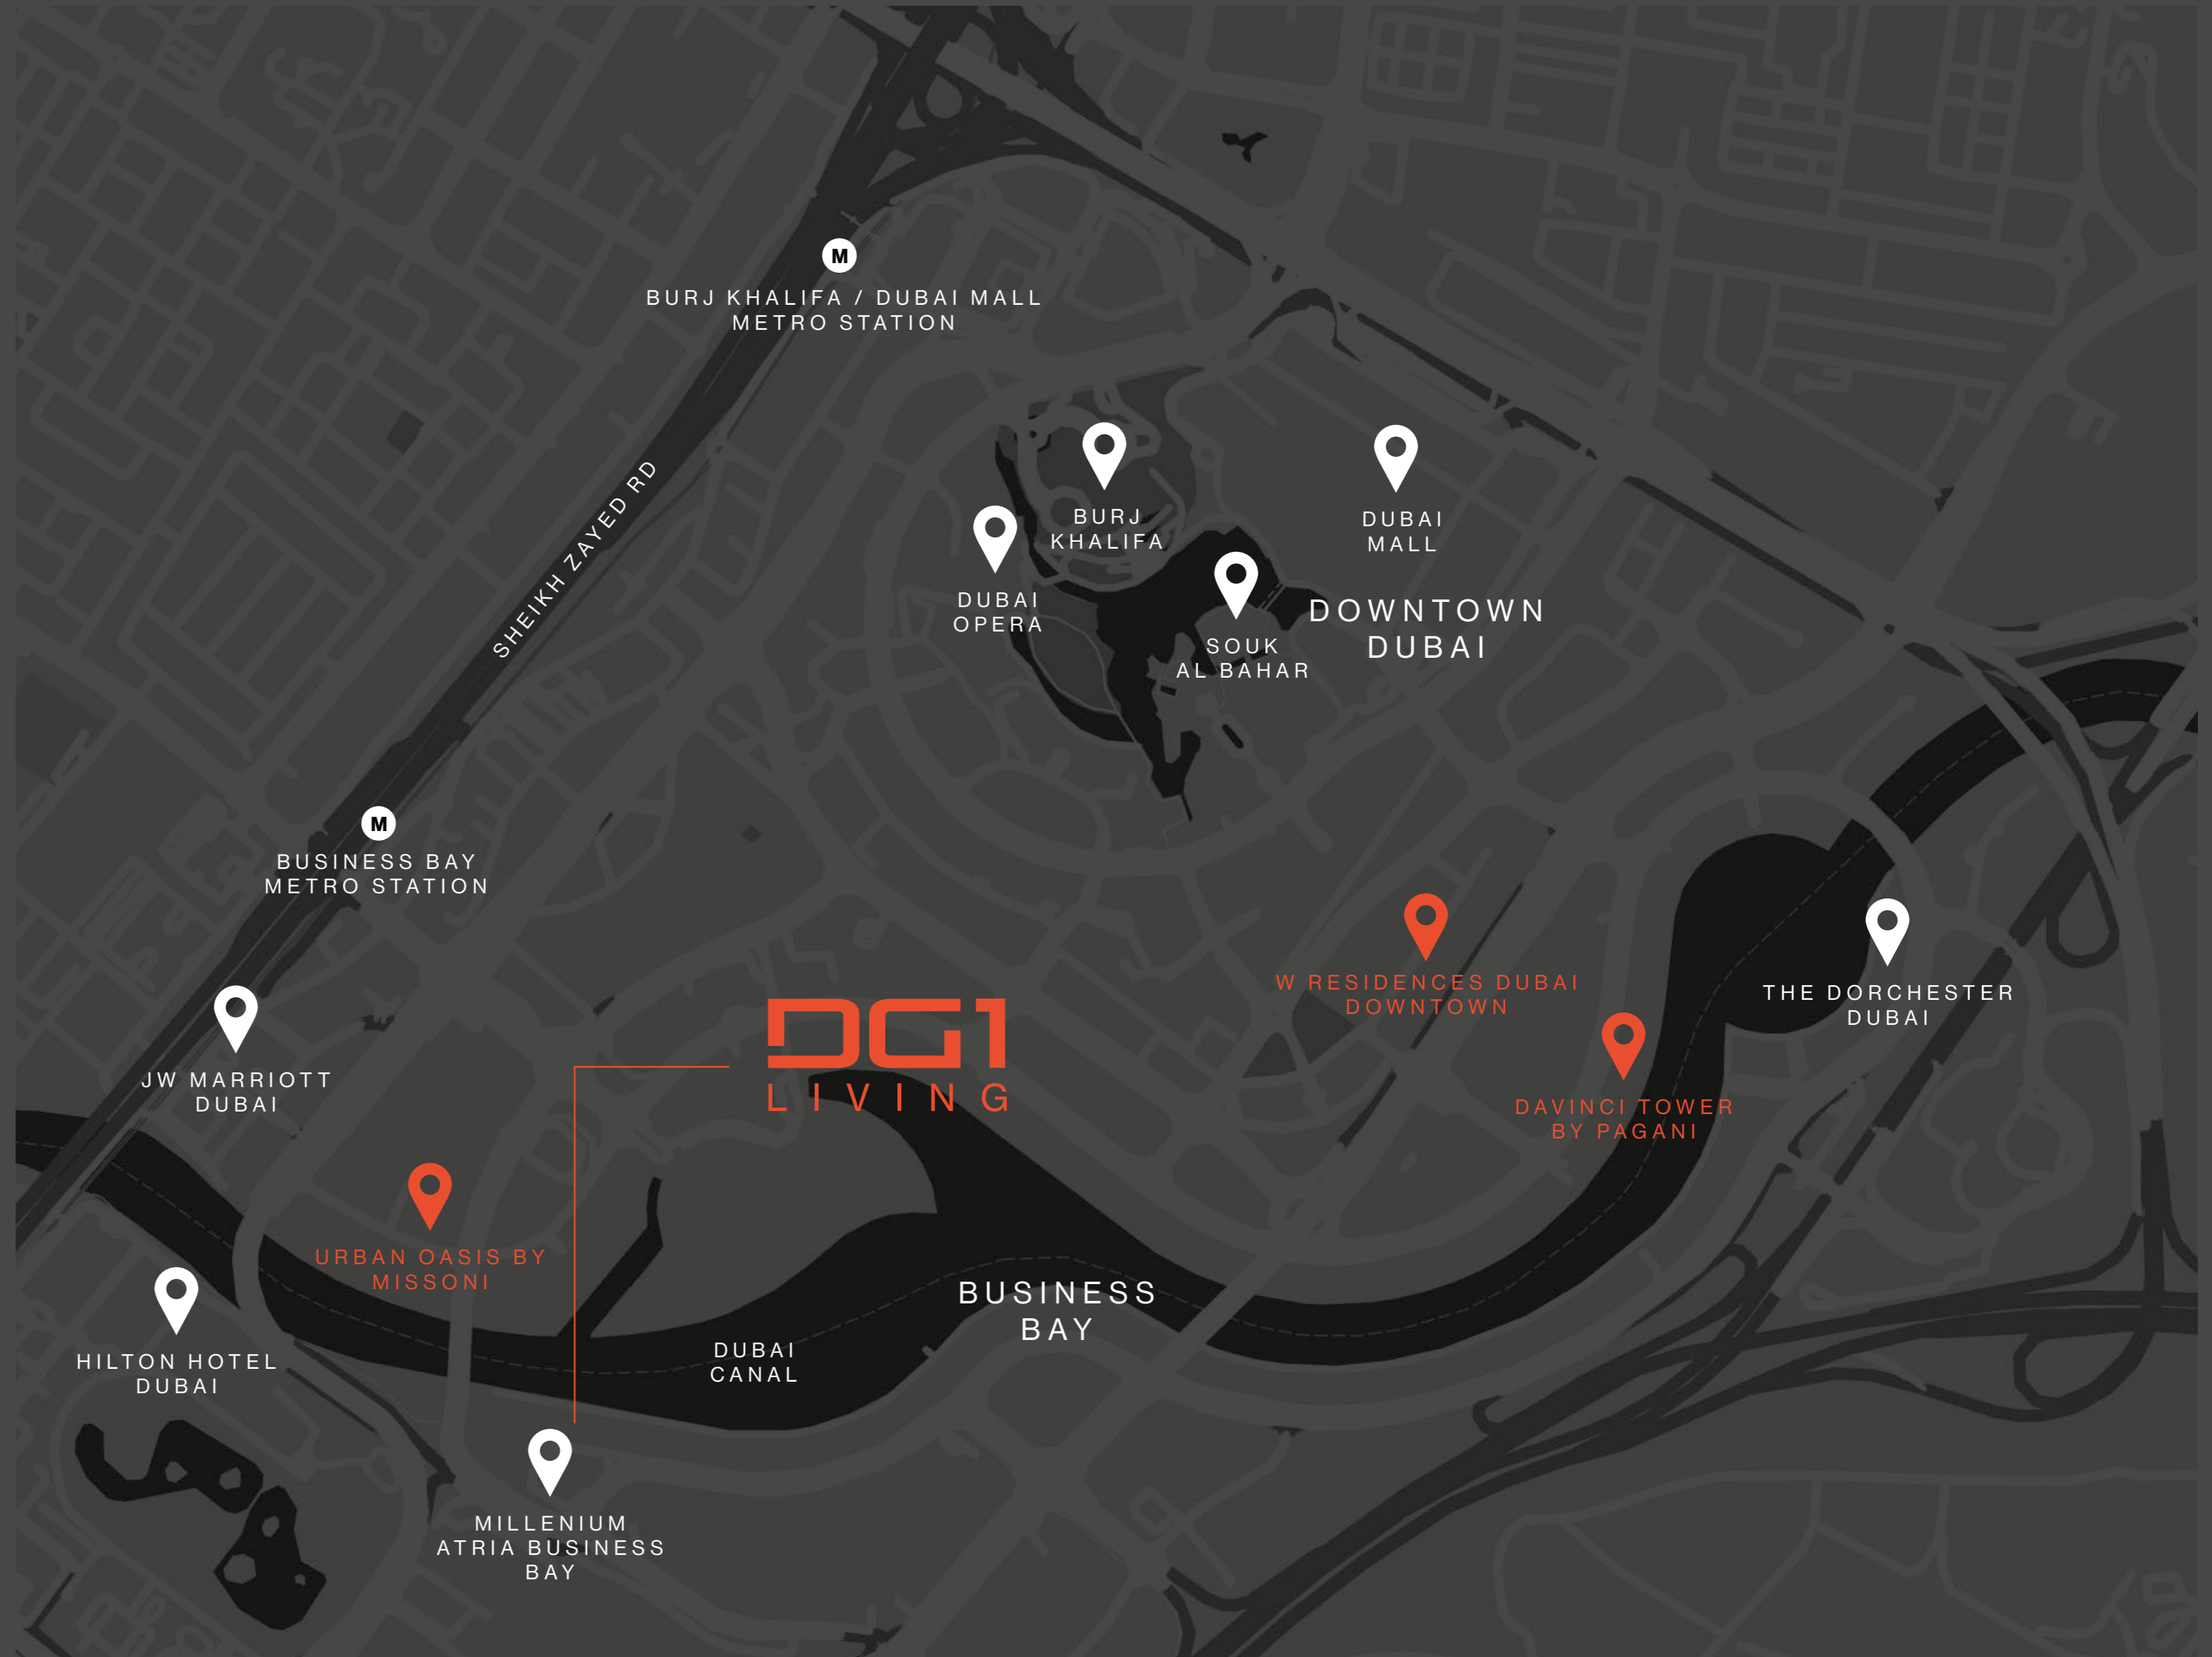 M
BURJ KHALIFA / DUBAI MALL
METRO STATION
SHEIKH ZAYED RD
BURJ
KHALIFA
DUBAI
MALL
DUBAI
OPERA
SOUK
AL BAHAR
DOWNTOWN
DUBAI
M
BUSINESS BAY
METRO STATION
W RESIDENCES DUBAI
DOWNTOWN
THE DORCHESTER
DUBAI
JW MARRIOTT
DUBAI
DG1
LIVING
DAVINCI TOWER
BY PAGANI
URBAN OASIS BY
MISSONI
BUSINESS
BAY
HILTON HOTEL
DUBAI
DUBAI
CANAL
MILLENIUM
ATRIA BUSINESS
BAY